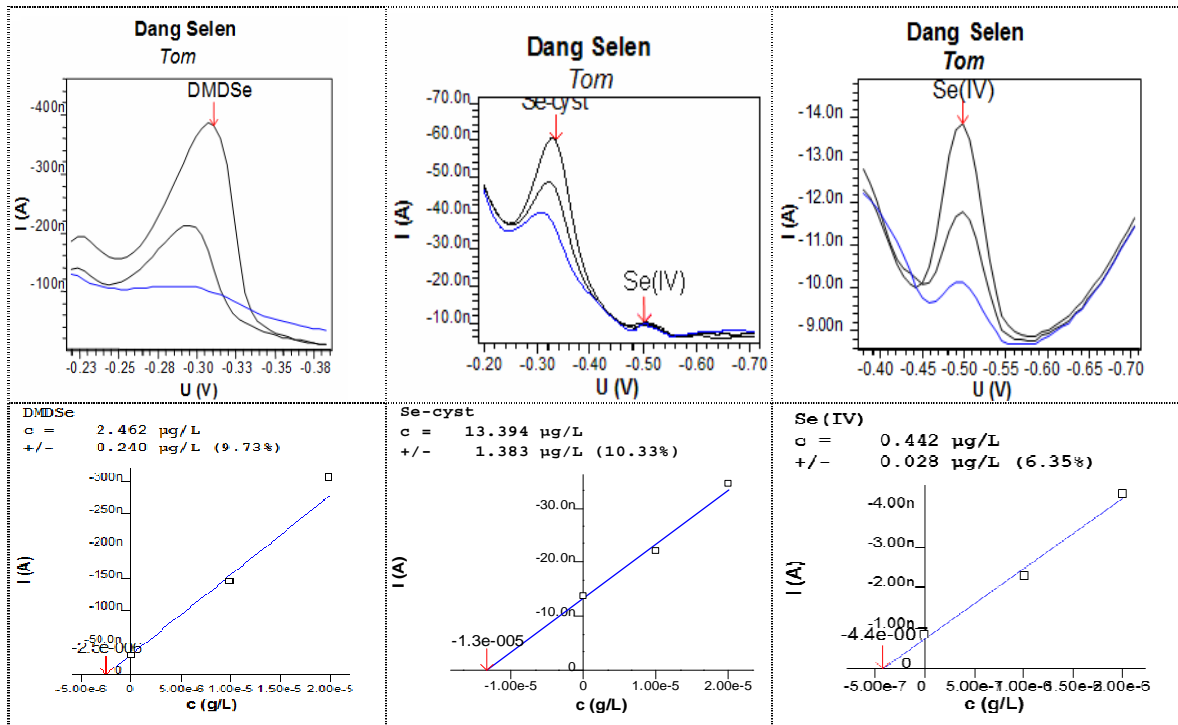 Dang Selen
Tom
DMDSe
-400n
-300n
-200n
-100n
I (A)
-0.23 -0.25 -0.28 -0.30 -0.33 -0.35 -0.38
U (V)
Dang Selen
Tom
Se-cyst
-70.0n
-60.0n
-50.0n
-40.0n
-30.0n
-20.0n
-10.0n
I (A)
Se(IV)
-0.20 -0.30 -0.40 -0.50 -0.60 -0.70
U (V)
Dang Selen
Tom
Se(IV)
-14.0n
-13.0n
-12.0n
-11.0n
-10.0n
-9.00n
I (A)
-0.40 -0.45 -0.50 -0.55 -0.60 -0.65 -0.70
U (V)
DMDSe
c = 2.462 µg/L
+/- 0.240 µg/L (9.73%)
-300n
-250n
-200n
-150n
-100n
-50.0n
0
I (A)
-5.00e-6 0 5.00e-6 1.00e-5 1.50e-5 2.00e-5
c (g/L)
Se-cyst
c = 13.394 µg/L
+/- 1.383 µg/L (10.33%)
-30.0n
-20.0n
-10.0n
0
I (A)
-1.3e-005
-1.00e-5 0 1.00e-5 2.00e-5
c (g/L)
Se(IV)
c = 0.442 µg/L
+/- 0.028 µg/L (6.35%)
-4.00n
-3.00n
-2.00n
-1.00n
0
I (A)
-4.4e-00
-5.00e-7 0 5.00e-7 1.00e-6
c (g/L)